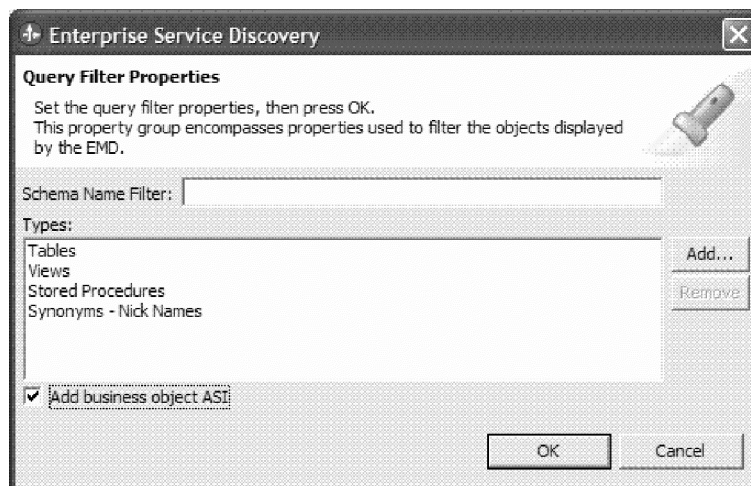 Enterprise Service Discovery
Query Filter Properties
Set the query filter properties, then press OK.
This property group encompasses properties used to filter the objects displayed
by the EMD.
Schema Name Filter:
Types:
Tables
Views
Stored Procedures
Synonyms - Nick Names
Add...
Remove
Add business object ASI
OK
Cancel